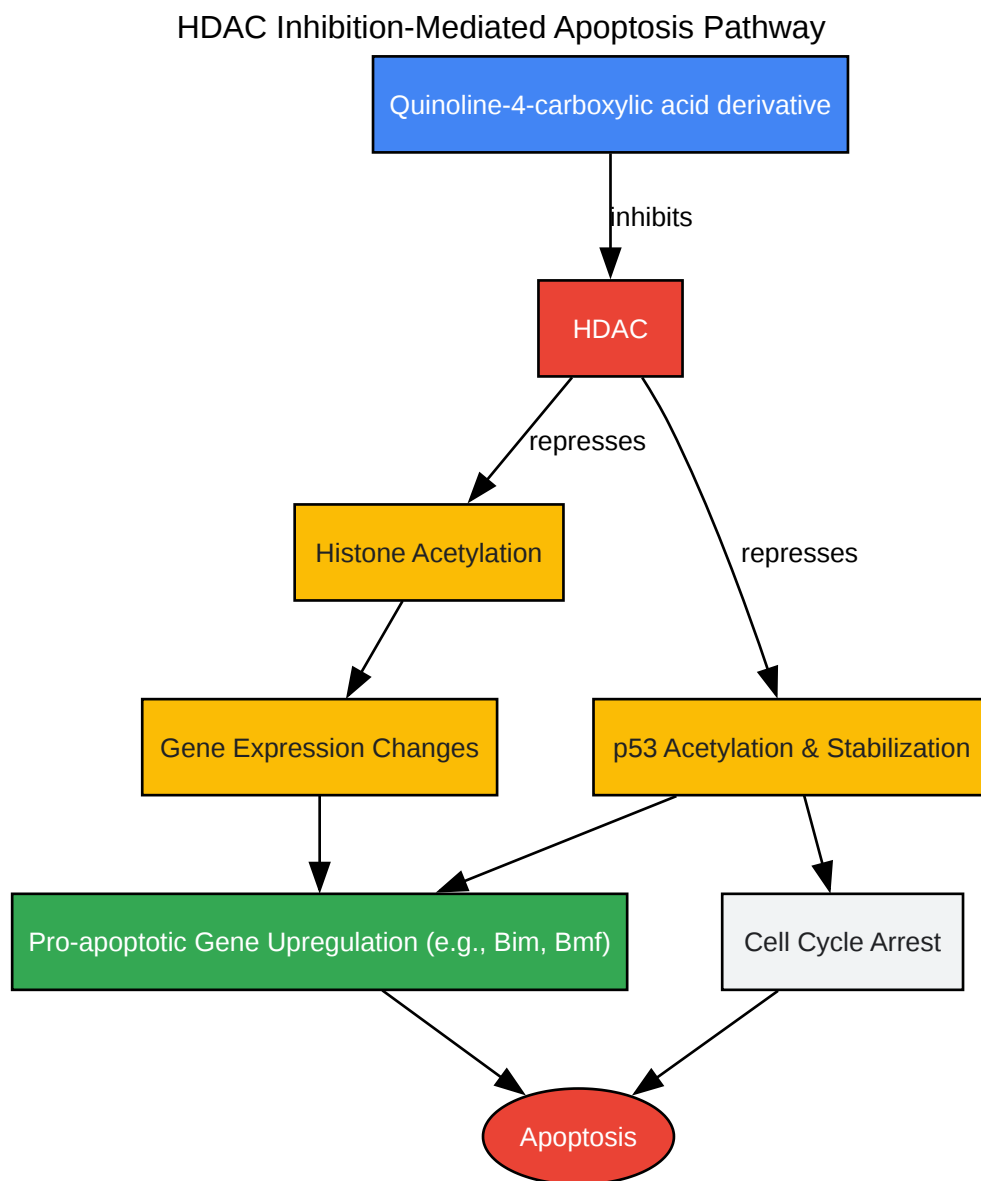 HDAC Inhibition-Mediated Apoptosis Pathway
Quinoline-4-carboxylic acid derivative
inhibits
HDAC
represses
Histone Acetylation
represses
Gene Expression Changes
p53 Acetylation & Stabilization
Pro-apoptotic Gene Upregulation (e.g., Bim, Bmf)
Cell Cycle Arrest
Apoptosis